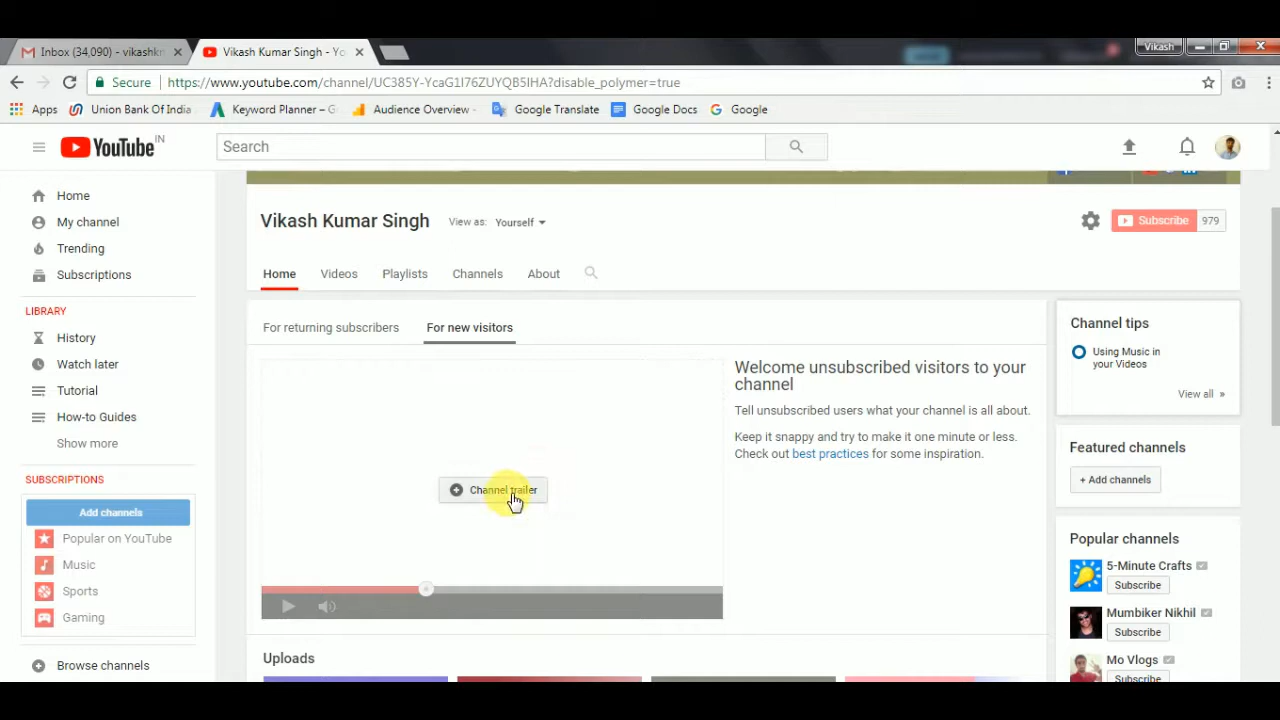 Inbox (34,090) - vikashk
Vikash Kumar Singh - Yo
Vikash
Secure
https://www.youtube.com/channel/UC385Y-YcaG1I76ZUYQB5IHA?disable_polymer=true
Apps
Union Bank Of India
Keyword Planner – G
Audience Overview -
Google Translate
Google Docs
Google
YouTube IN
Search
Home
My channel
Trending
Subscriptions
LIBRARY
History
Watch later
Tutorial
How-to Guides
Show more
SUBSCRIPTIONS
Add channels
Popular on YouTube
Music
Sports
Gaming
Browse channels
Vikash Kumar Singh
View as: Yourself
Subscribe 979
Home Videos Playlists Channels About
For returning subscribers For new visitors
Channel trailer
Welcome unsubscribed visitors to your
channel
Tell unsubscribed users what your channel is all about.
Keep it snappy and try to make it one minute or less.
Check out best practices for some inspiration.
Uploads
Channel tips
Using Music in
your Videos
View all »
Featured channels
+ Add channels
Popular channels
5-Minute Crafts
Subscribe
Mumbiker Nikhil
Subscribe
Mo Vlogs
Subscribe